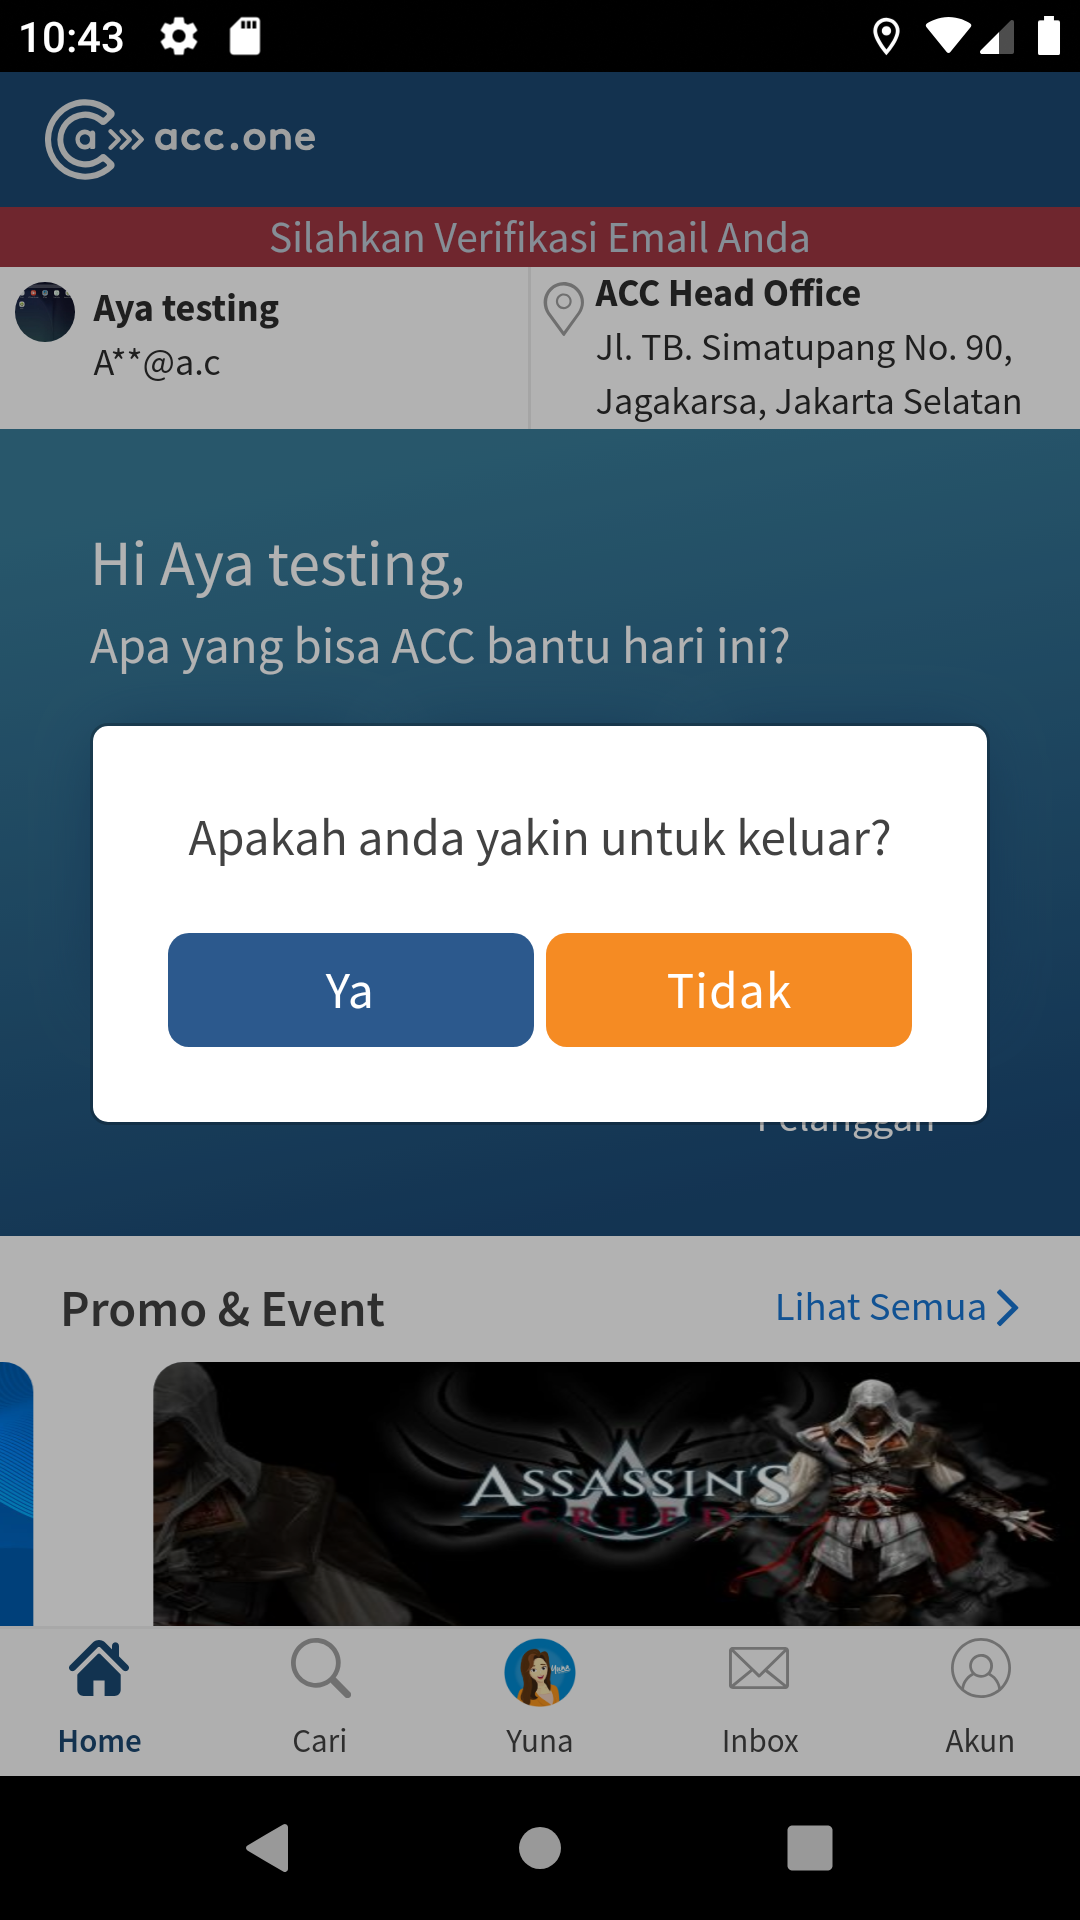 10:43
a acc.one
Silahkan Verifikasi Email Anda
Aya testing
A**@a.c
ACC Head Office
Jl. TB. Simatupang No. 90,
Jagakarsa, Jakarta Selatan
Hi Aya testing,
Apa yang bisa ACC bantu hari ini?
Apakah anda yakin untuk keluar?
Ya
Tidak
Pelanggan
Promo & Event
Lihat Semua
ASSASSIN'S
CREED
Home
Cari
Yuna
Inbox
Akun